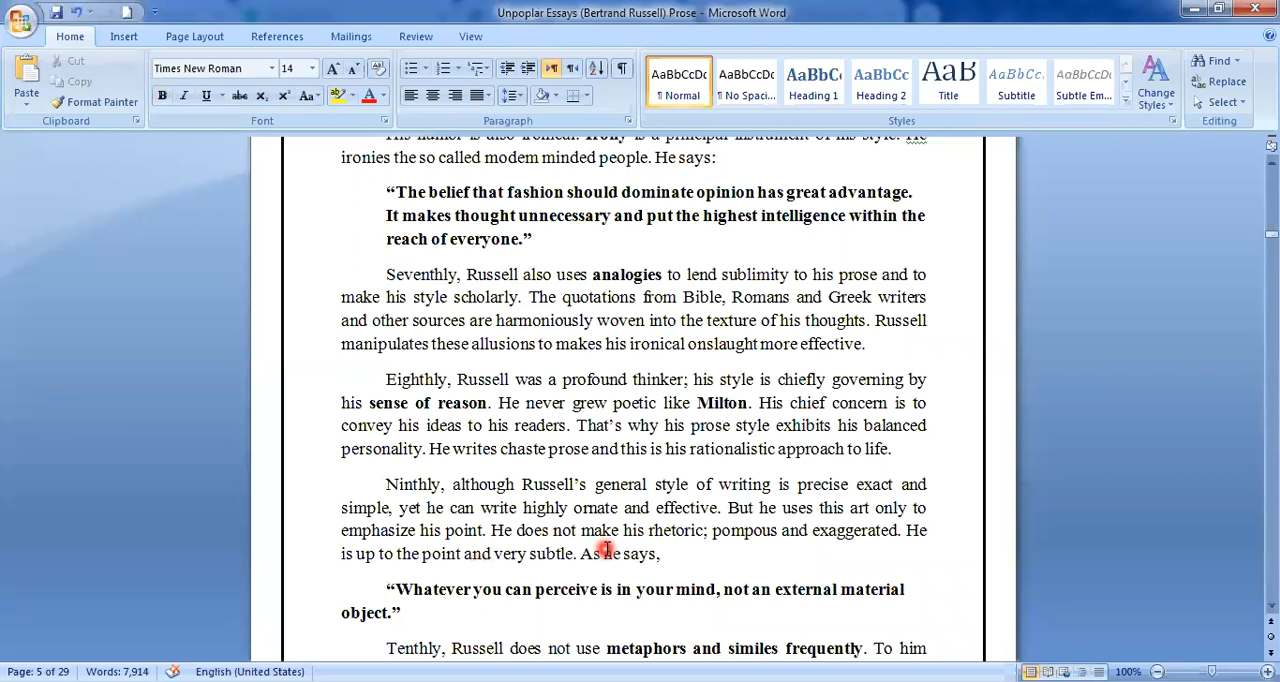 Unpoplar Essays (Bertrand Russell) Prose - Microsoft Word
Home Insert Page Layout References Mailings Review View
Paste
Cut
Copy
Format Painter
Clipboard
Times New Roman 14
Font
Paragraph
AaBbCcDc AaBbCcDc AaBbC AaBbCc AaB AaBbCc. AaBbCcDc
¶ Normal ¶ No Spaci... Heading 1 Heading 2 Title Subtitle Subtle Em...
Change Styles
Styles
Find
Replace
Select
Editing
His humor is also ironical. Irony is a principal instrument of his style. He
ironies the so called modem minded people. He says:
“The belief that fashion should dominate opinion has great advantage.
It makes thought unnecessary and put the highest intelligence within the
reach of everyone.”
Seventhly, Russell also uses analogies to lend sublimity to his prose and to
make his style scholarly. The quotations from Bible, Romans and Greek writers
and other sources are harmoniously woven into the texture of his thoughts. Russell
manipulates these allusions to makes his ironical onslaught more effective.
Eighthly, Russell was a profound thinker; his style is chiefly governing by
his sense of reason. He never grew poetic like Milton. His chief concern is to
convey his ideas to his readers. That’s why his prose style exhibits his balanced
personality. He writes chaste prose and this is his rationalistic approach to life.
Ninthly, although Russell’s general style of writing is precise exact and
simple, yet he can write highly ornate and effective. But he uses this art only to
emphasize his point. He does not make his rhetoric; pompous and exaggerated. He
is up to the point and very subtle. As he says,
“Whatever you can perceive is in your mind, not an external material
object.”
Tenthly, Russell does not use metaphors and similes frequently. To him
Page: 5 of 29 Words: 7,914 English (United States) 100%